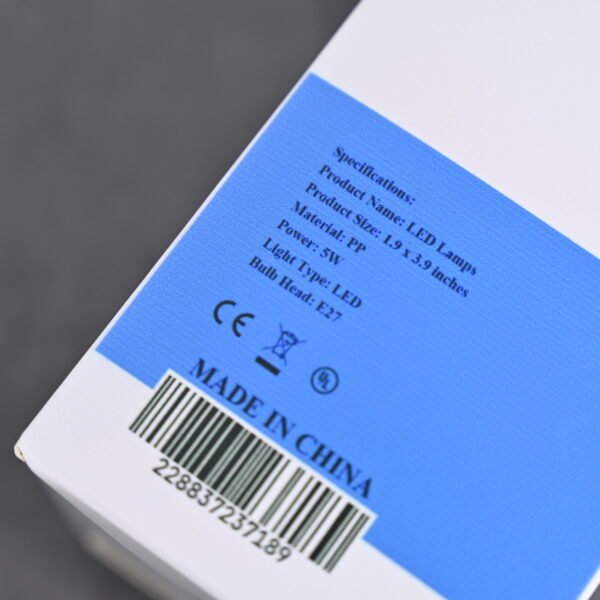 Specifications:
Product Name: LED Lamps
Product Size: 1.9 x 3.9 inches
Material: PP
Power: 5W
Light Type: LED
Bulb Head: E27
CE
UL
MADE IN CHINA
228837237189